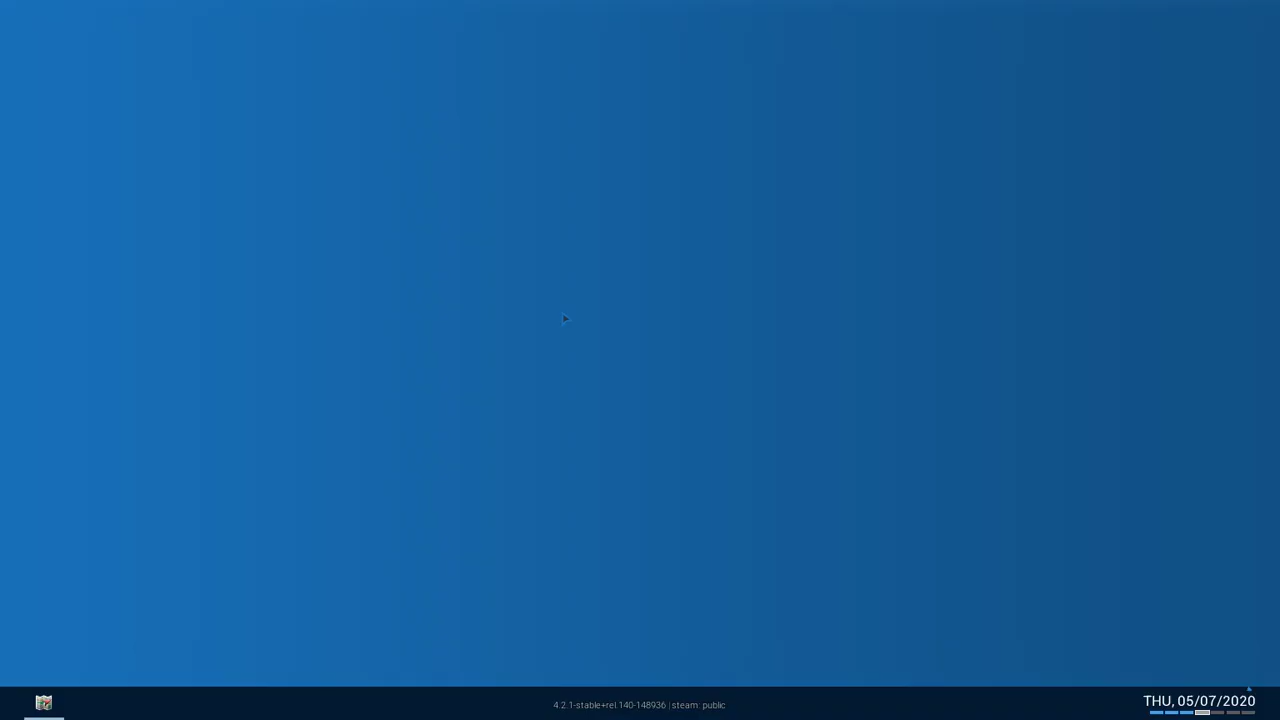 4.2.1-stable+rel.140-148936 | steam: public
THU, 05/07/2020